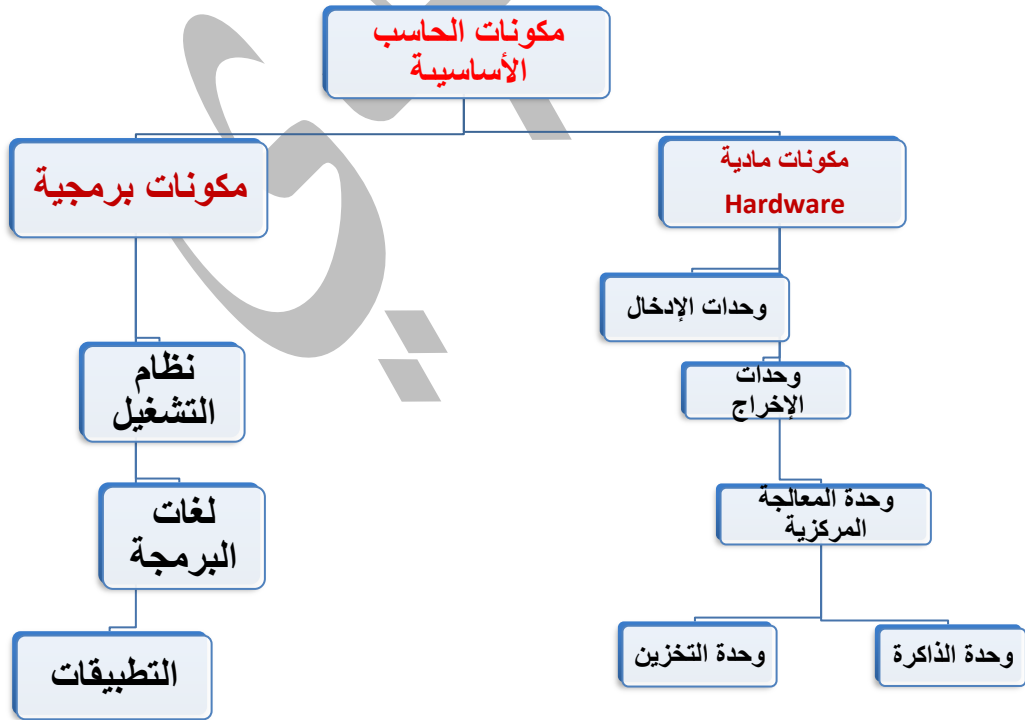 مكونات الحاسب
الأساسيىة
مكونات مادية
Hardware
مكونات برمجية
وحدات الإدخال
وحدات
الإخراج
وحدة المعالجة
المركزية
وحدة الذاكرة
وحدة التخزين
نظام
التشغيل
لغات
البرمجة
التطبيقات